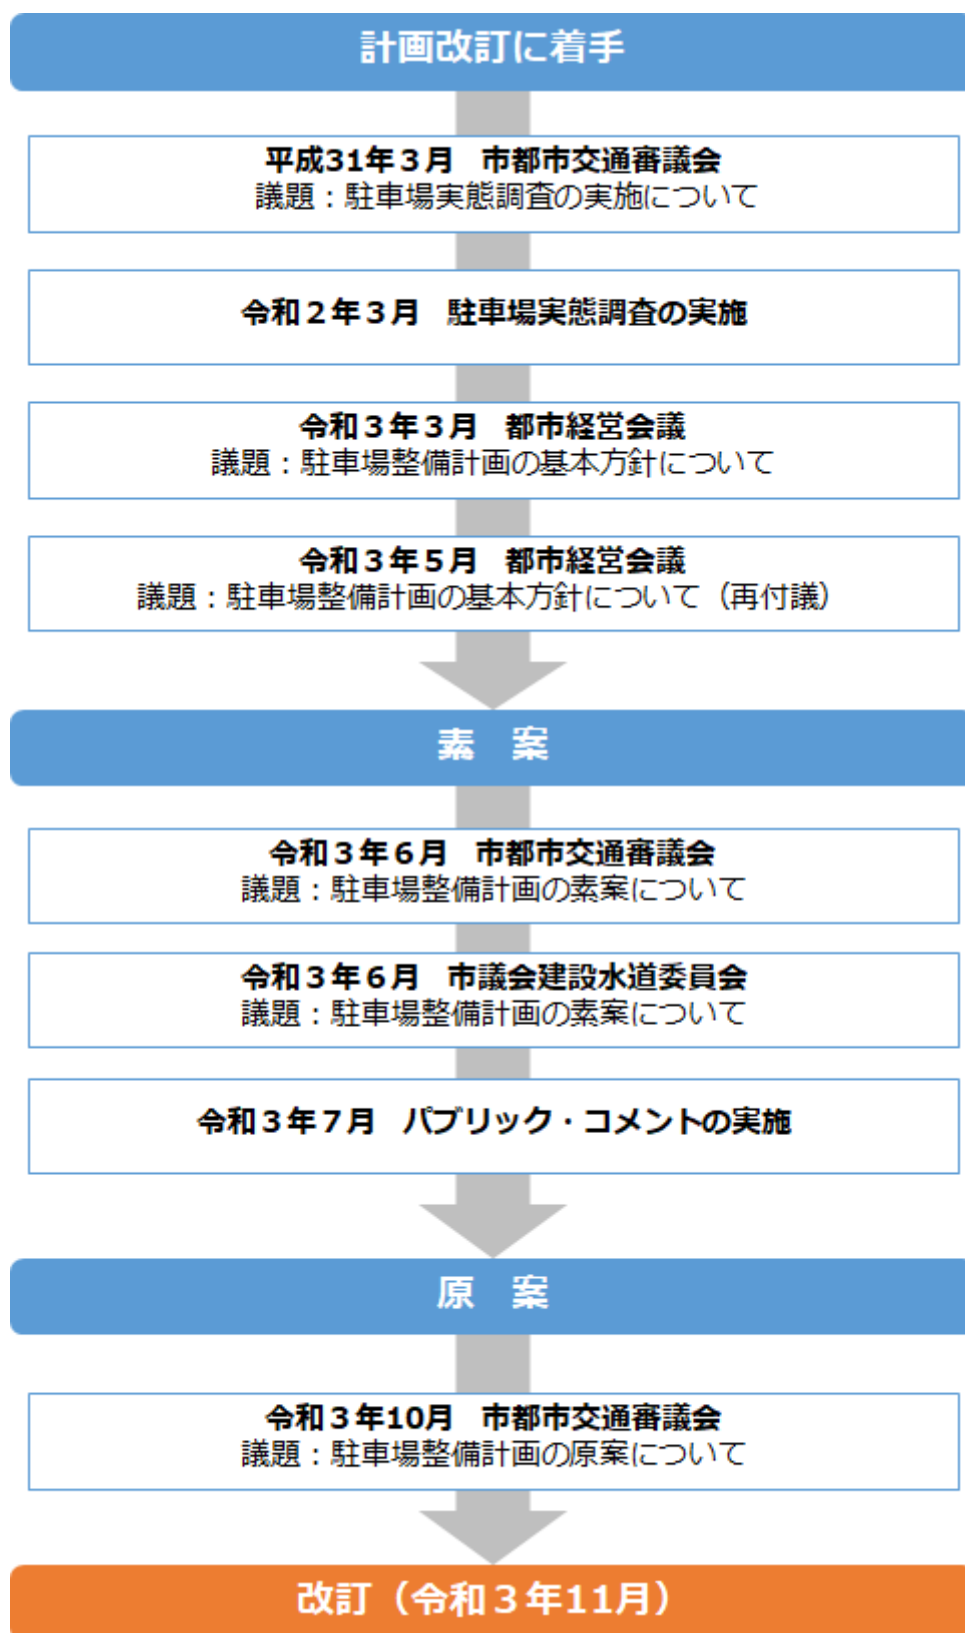 計画改訂に着手
平成31年３月　市都市交通審議会
議題：駐車場実態調査の実施について
令和２年３月　駐車場実態調査の実施
令和３年３月　都市経営会議
議題：駐車場整備計画の基本方針について
令和３年５月　都市経営会議
議題：駐車場整備計画の基本方針について（再付議）
素　案
令和３年６月　市都市交通審議会
議題：駐車場整備計画の素案について
令和３年６月　市議会建設水道委員会
議題：駐車場整備計画の素案について
令和３年７月　パブリック・コメントの実施
原　案
令和３年10月　市都市交通審議会
議題：駐車場整備計画の原案について
改訂（令和３年11月）